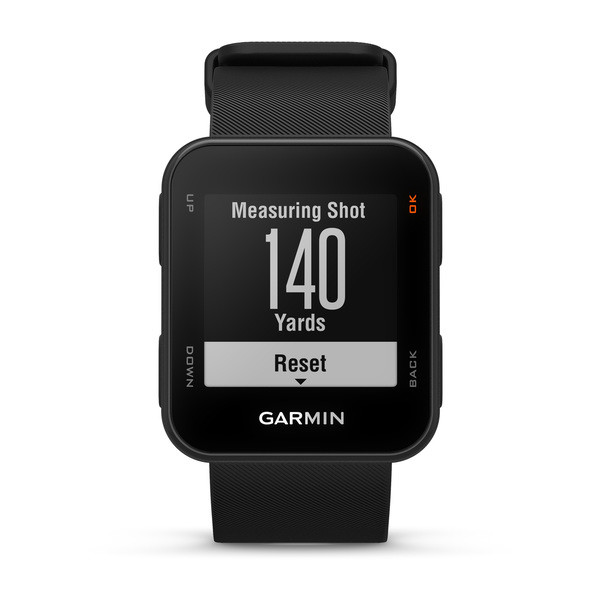 UP
OK
Measuring Shot
140
Yards
Reset
DOWN
BACK
GARMIN